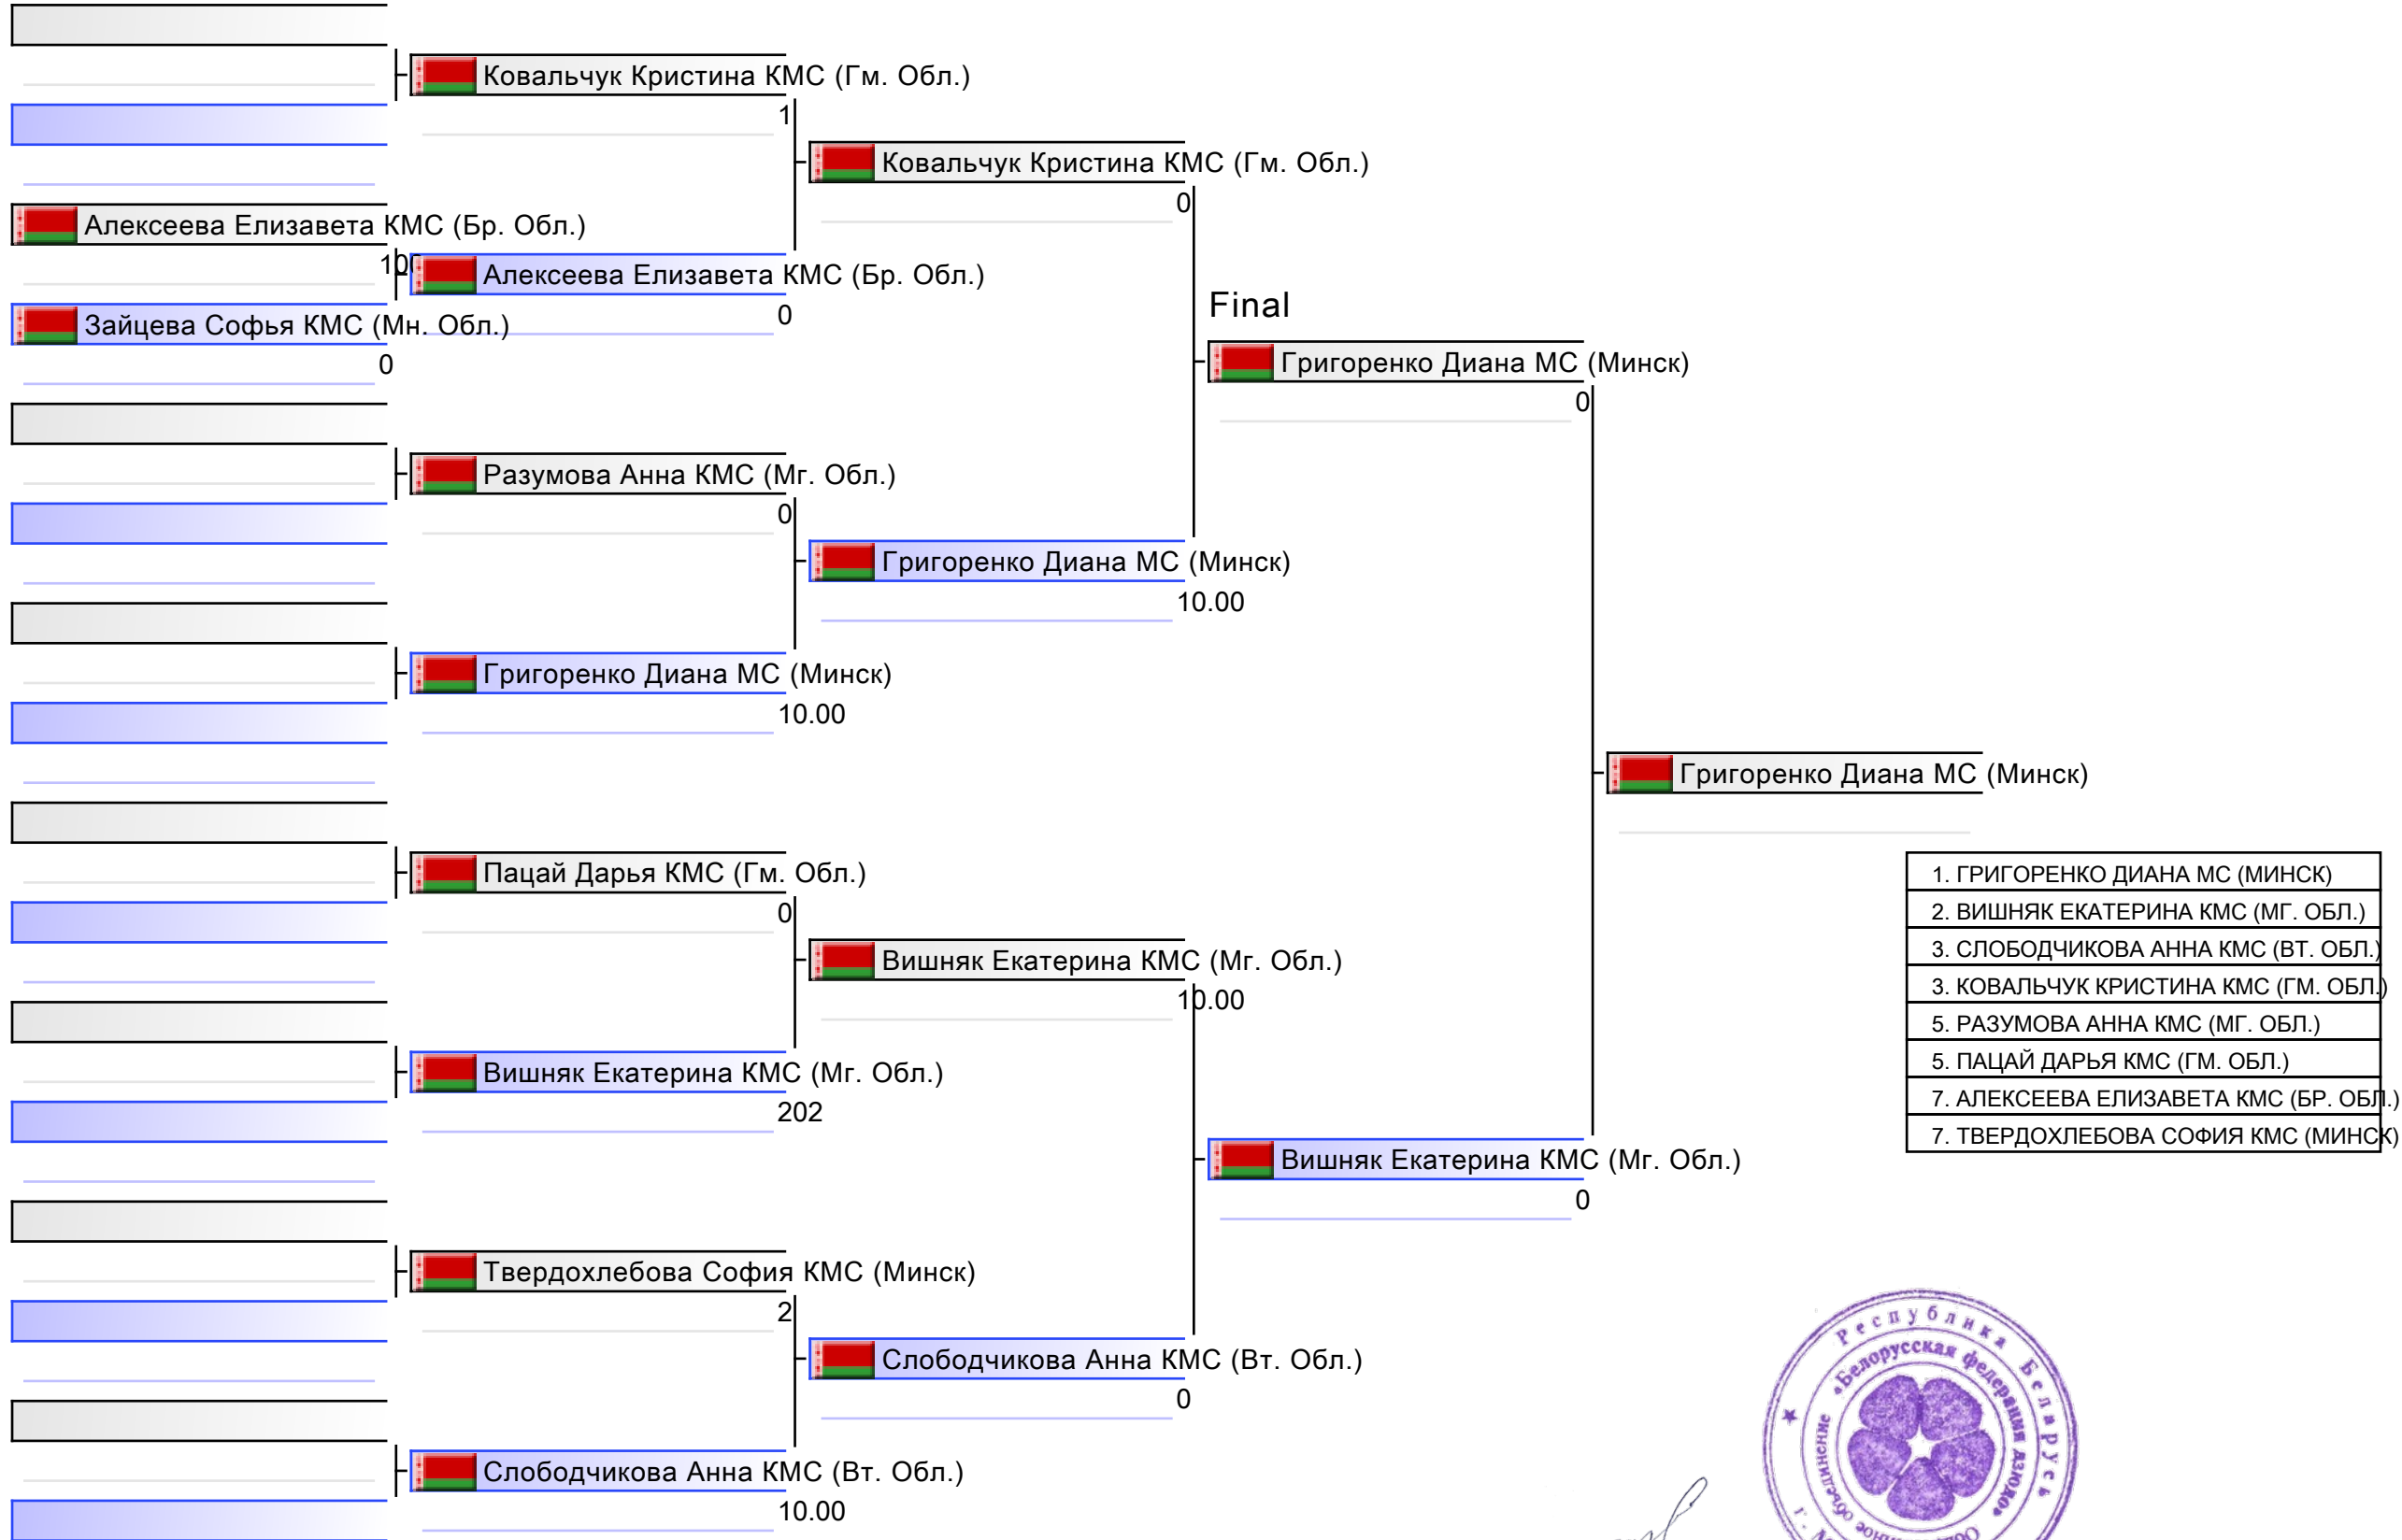 Ковальчук Кристина КМС (Гм. Обл.)
1
Ковальчук Кристина КМС (Гм. Обл.)
0
Алексеева Елизавета КМС (Бр. Обл.)
100
Алексеева Елизавета КМС (Бр. Обл.)
0
Зайцева Софья КМС (Мн. Обл.)
0
Final
Григоренко Диана МС (Минск)
0
Разумова Анна КМС (Мг. Обл.)
0
Григоренко Диана МС (Минск)
10.00
Григоренко Диана МС (Минск)
10.00
Григоренко Диана МС (Минск)
Пацай Дарья КМС (Гм. Обл.)
0
Вишняк Екатерина КМС (Мг. Обл.)
10.00
Вишняк Екатерина КМС (Мг. Обл.)
202
Вишняк Екатерина КМС (Мг. Обл.)
0
Твердохлебова София КМС (Минск)
2
Слободчикова Анна КМС (Вт. Обл.)
0
Слободчикова Анна КМС (Вт. Обл.)
10.00
1. ГРИГОРЕНКО ДИАНА МС (МИНСК)
2. ВИШНЯК ЕКАТЕРИНА КМС (МГ. ОБЛ.)
3. СЛОБОДЧИКОВА АННА КМС (ВТ. ОБЛ.)
3. КОВАЛЬЧУК КРИСТИНА КМС (ГМ. ОБЛ.)
5. РАЗУМОВА АННА КМС (МГ. ОБЛ.)
5. ПАЦАЙ ДАРЬЯ КМС (ГМ. ОБЛ.)
7. АЛЕКСЕЕВА ЕЛИЗАВЕТА КМС (БР. ОБЛ.)
7. ТВЕРДОХЛЕБОВА СОФИЯ КМС (МИНСК)
Республика Беларусь
«Белорусская федерация дзюдо»
объединение